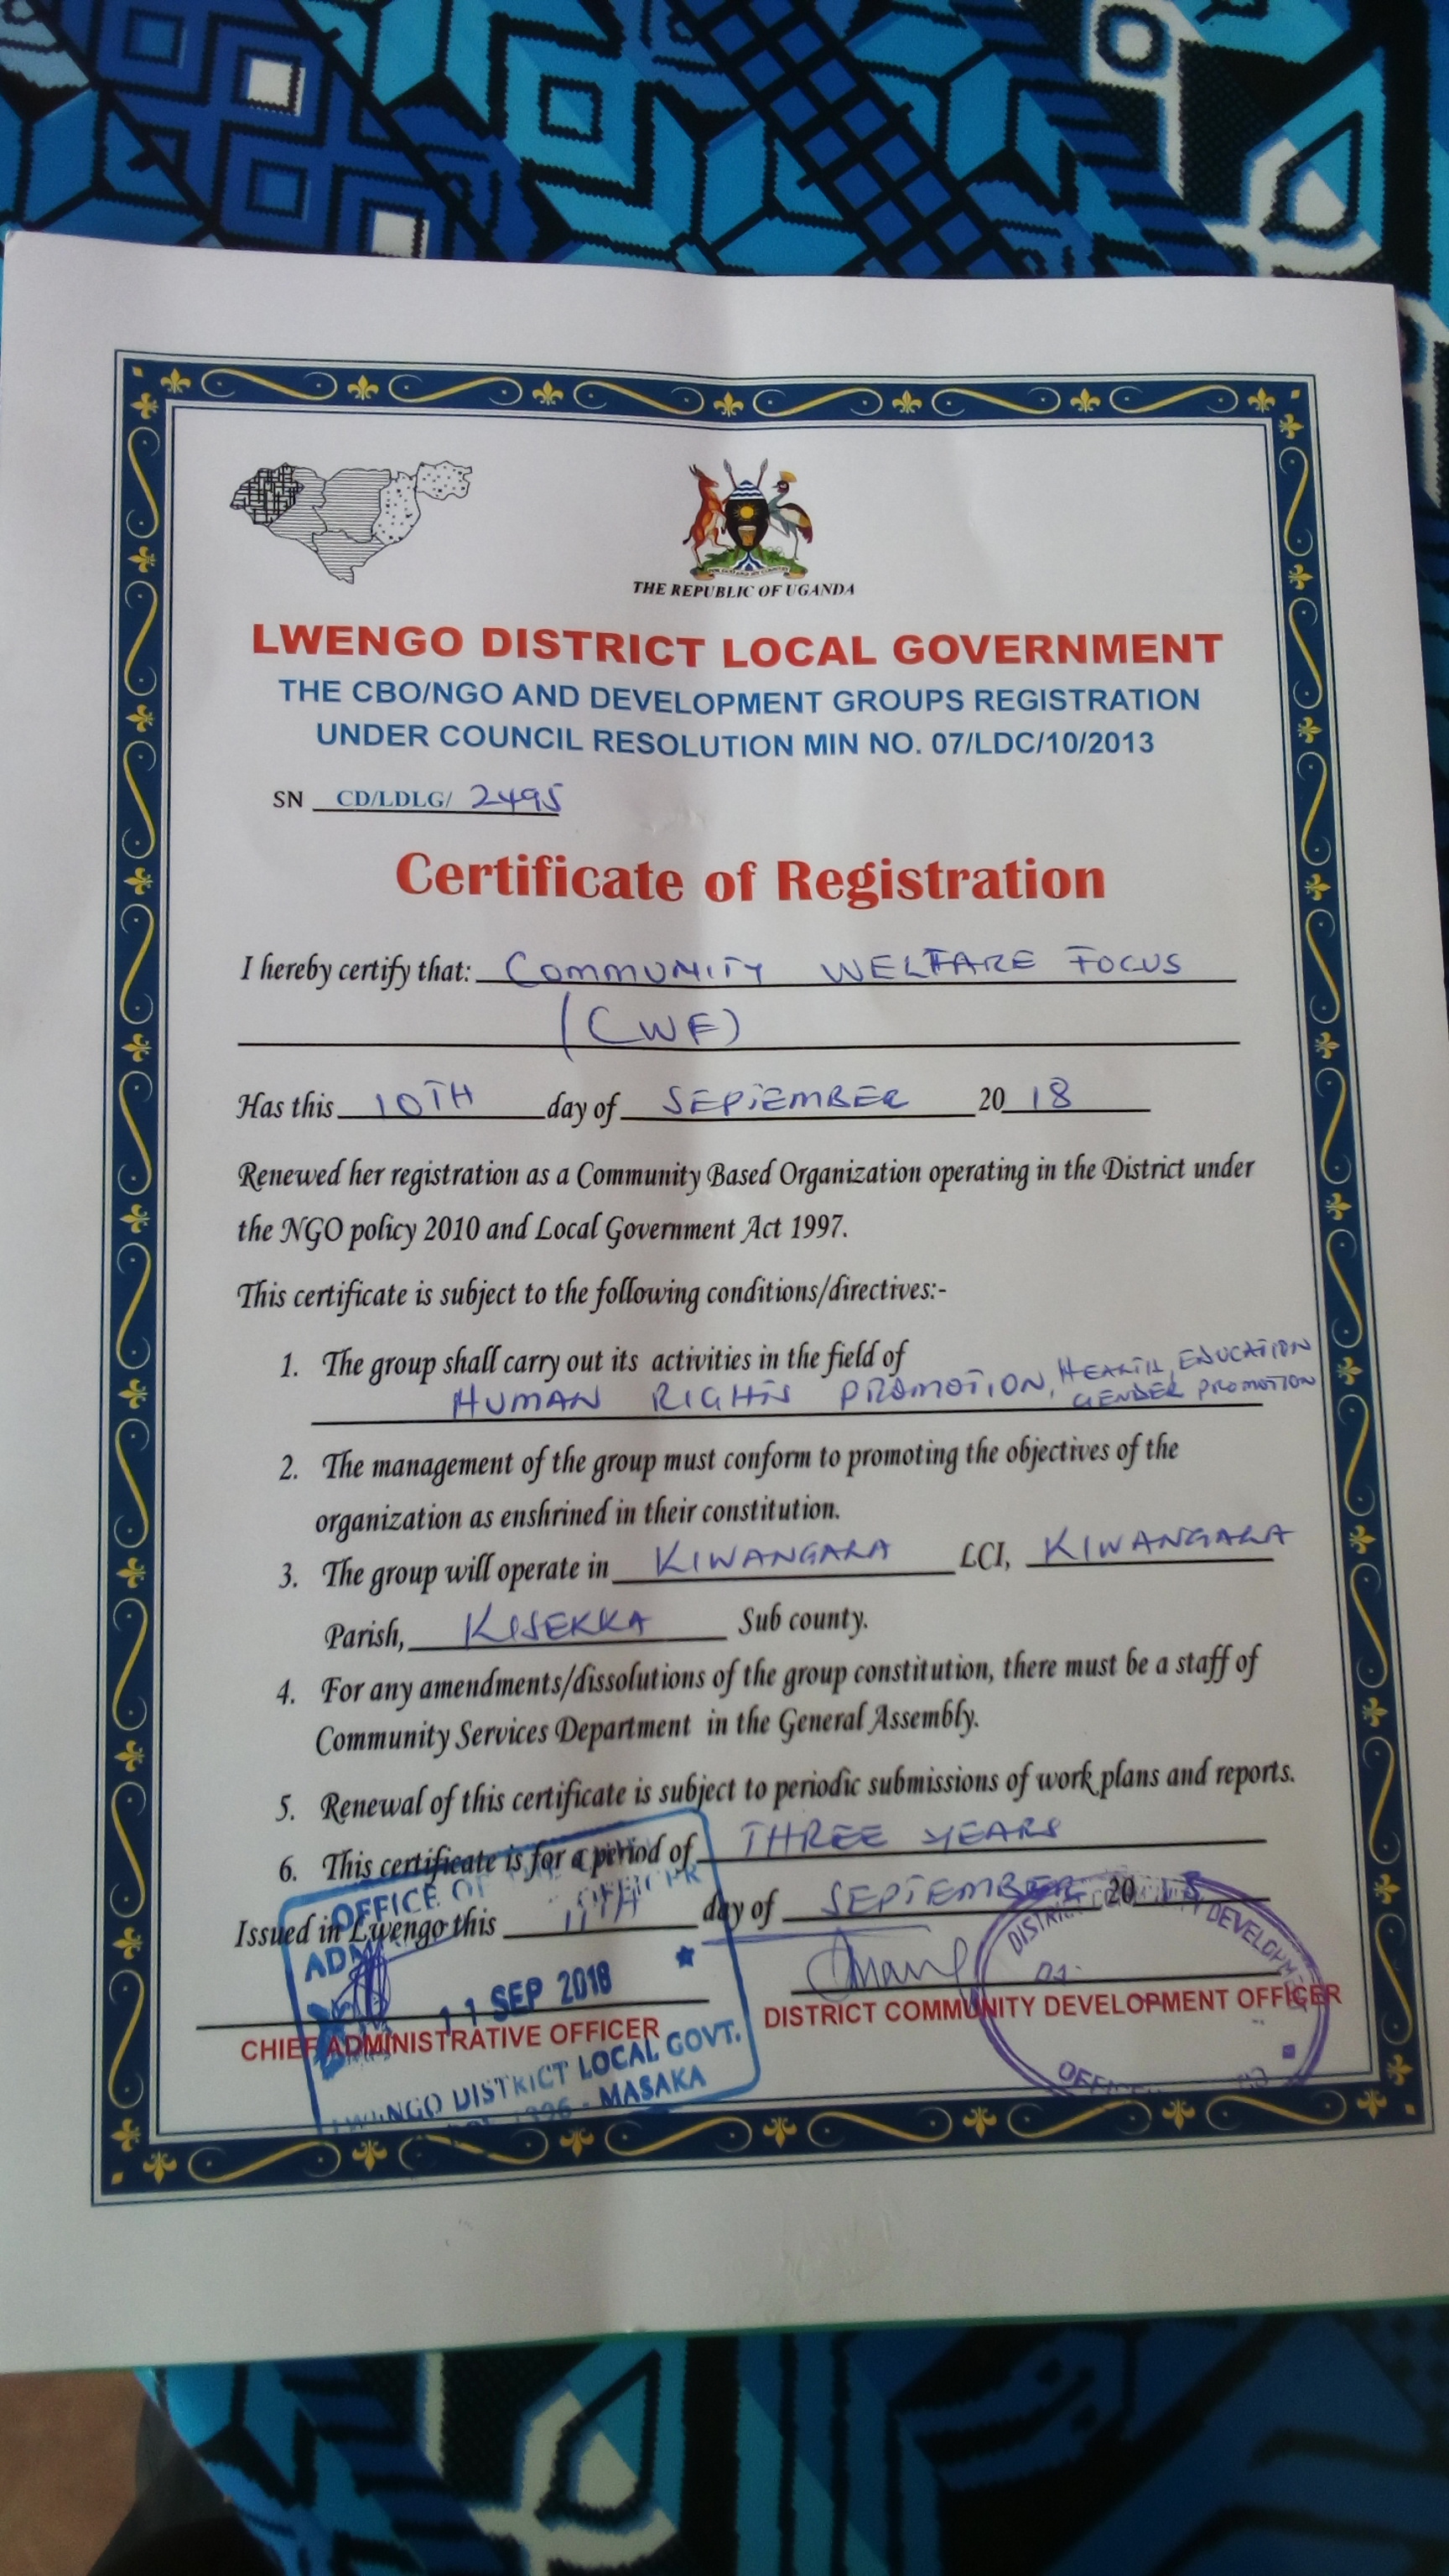 THE REPUBLIC OF UGANDA
LWENGO DISTRICT LOCAL GOVERNMENT
THE CBO/NGO AND DEVELOPMENT GROUPS REGISTRATION
UNDER COUNCIL RESOLUTION MIN NO. 07/LDC/10/2013
SN CD/LDLG/ 2495
Certificate of Registration
I hereby certify that: COMMUNITY WELFARE FOCUS
(CWF)
Has this 10TH day of SEPTEMBER 20 18
Renewed her registration as a Community Based Organization operating in the District under
the NGO policy 2010 and Local Government Act 1997.
This certificate is subject to the following conditions/directives:-
1. The group shall carry out its activities in the field of
HUMAN RIGHTS PROMOTION, HEALTH, EDUCATION
GENDER PROMOTION
2. The management of the group must conform to promoting the objectives of the
organization as enshrined in their constitution.
3. The group will operate in KIWANGALA LCI, KIWANGALA
Parish, KISEKKA Sub county.
4. For any amendments/dissolutions of the group constitution, there must be a staff of
Community Services Department in the General Assembly.
5. Renewal of this certificate is subject to periodic submissions of work plans and reports.
6. This certificate is for a period of THREE YEARS
Issued in Lwengo this 11TH day of SEPTEMBER 20 18
OFFICE OF
11 SEP 2018
CHIEF ADMINISTRATIVE OFFICER
DISTRICT COMMUNITY DEVELOPMENT OFFICER
LWENGO DISTRICT LOCAL GOVT.
MASAKA